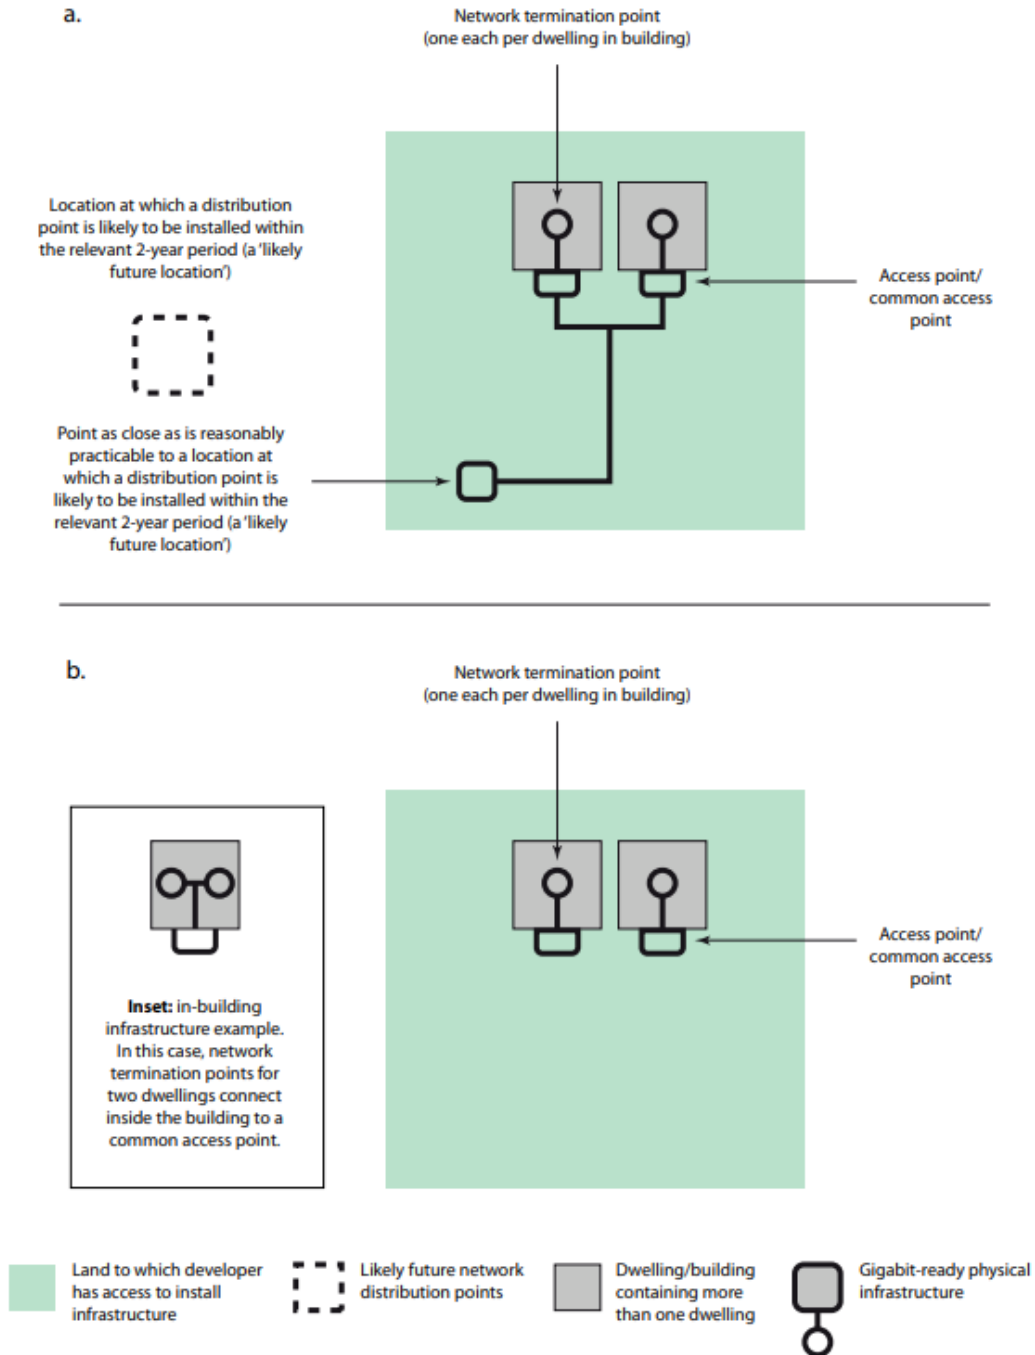 a.
Network termination point
(one each per dwelling in building)
Location at which a distribution
point is likely to be installed within
the relevant 2-year period (a ‘likely
future location’)
Access point/
common access
point
Point as close as is reasonably
practicable to a location at
which a distribution point is
likely to be installed within the
relevant 2-year period (a ‘likely
future location’)
b.
Network termination point
(one each per dwelling in building)
Access point/
common access
point
Inset: in-building
infrastructure example.
In this case, network
termination points for
two dwellings connect
inside the building to a
common access point.
Land to which developer
has access to install
infrastructure
Likely future network
distribution points
Dwelling/building
containing more
than one dwelling
Gigabit-ready physical
infrastructure